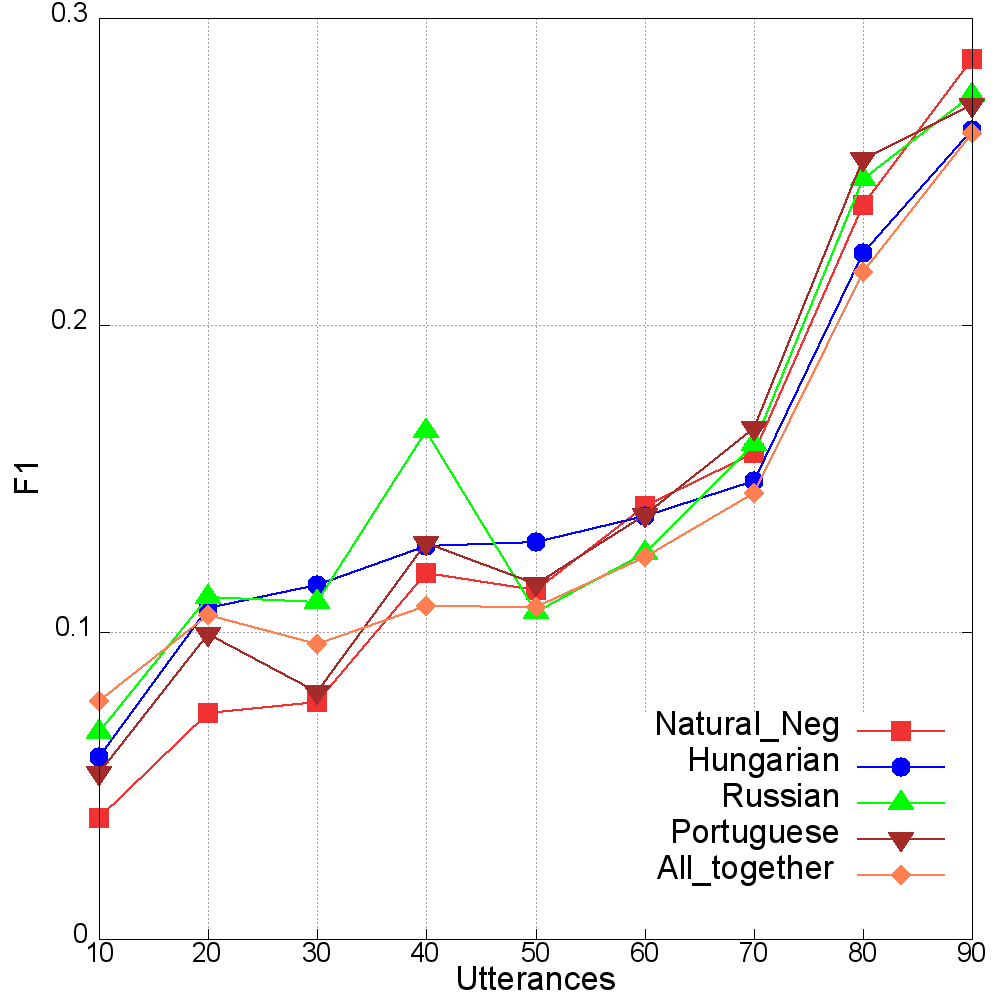 0.3
0.2
0.1
0
F1
10 20 30 40 50 60 70 80 90
Utterances
Natural_Neg
Hungarian
Russian
Portuguese
All_together